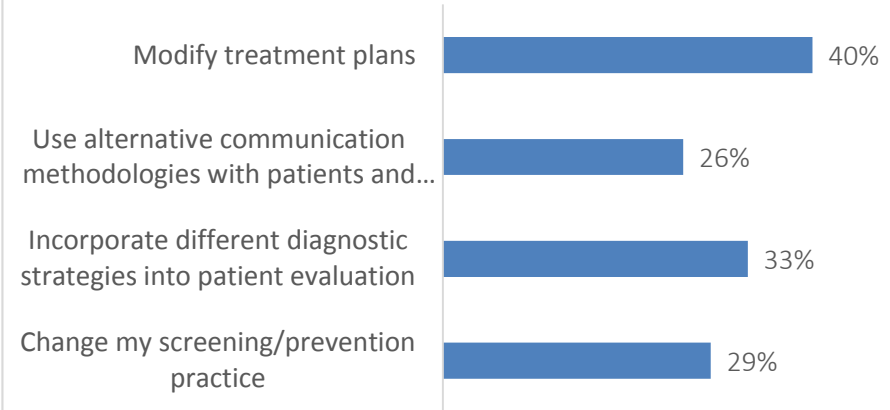 Modify treatment plans
40%
Use alternative communication
methodologies with patients and…
26%
Incorporate different diagnostic
strategies into patient evaluation
33%
Change my screening/prevention
practice
29%